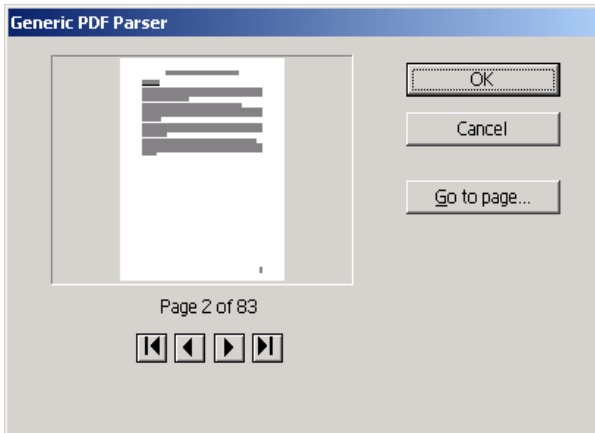 Generic PDF Parser
OK
Cancel
Go to page...
Page 2 of 83